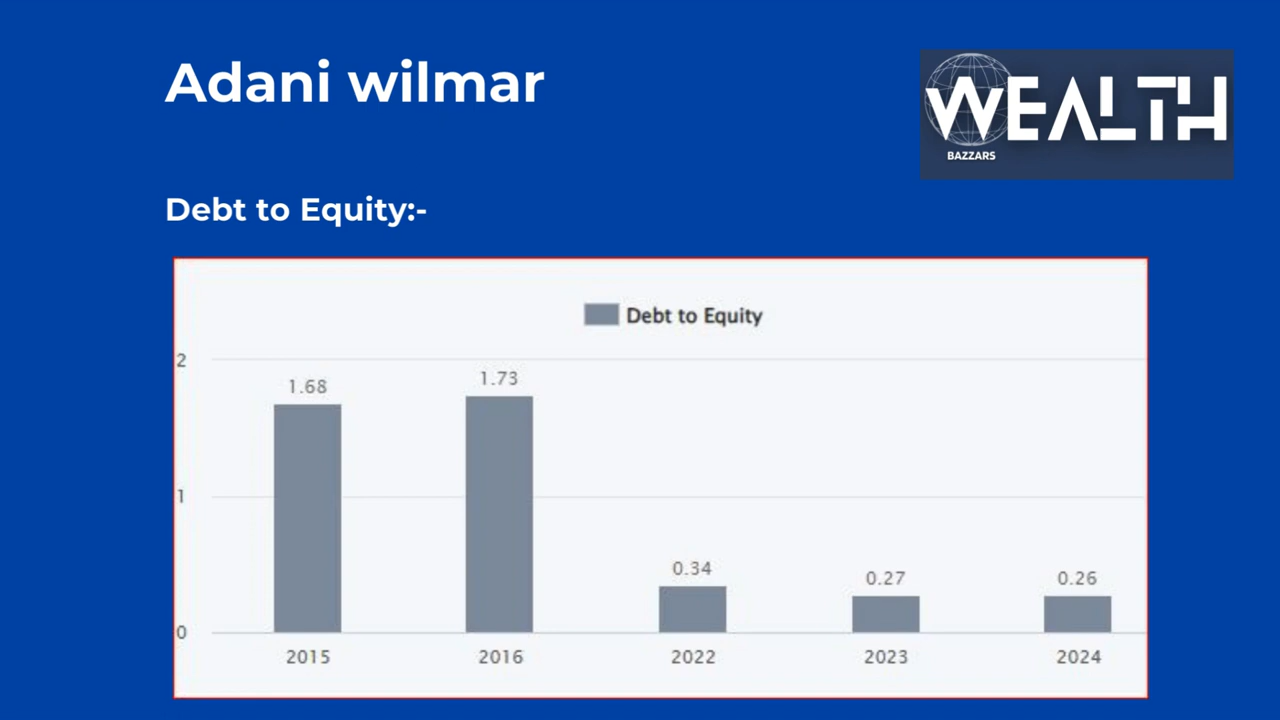 Adani wilmar
WEALTH
BAZZARS
Debt to Equity:-
Debt to Equity
2
1.68
1.73
1
0.34
0.27
0.26
0
2015 2016 2022 2023 2024